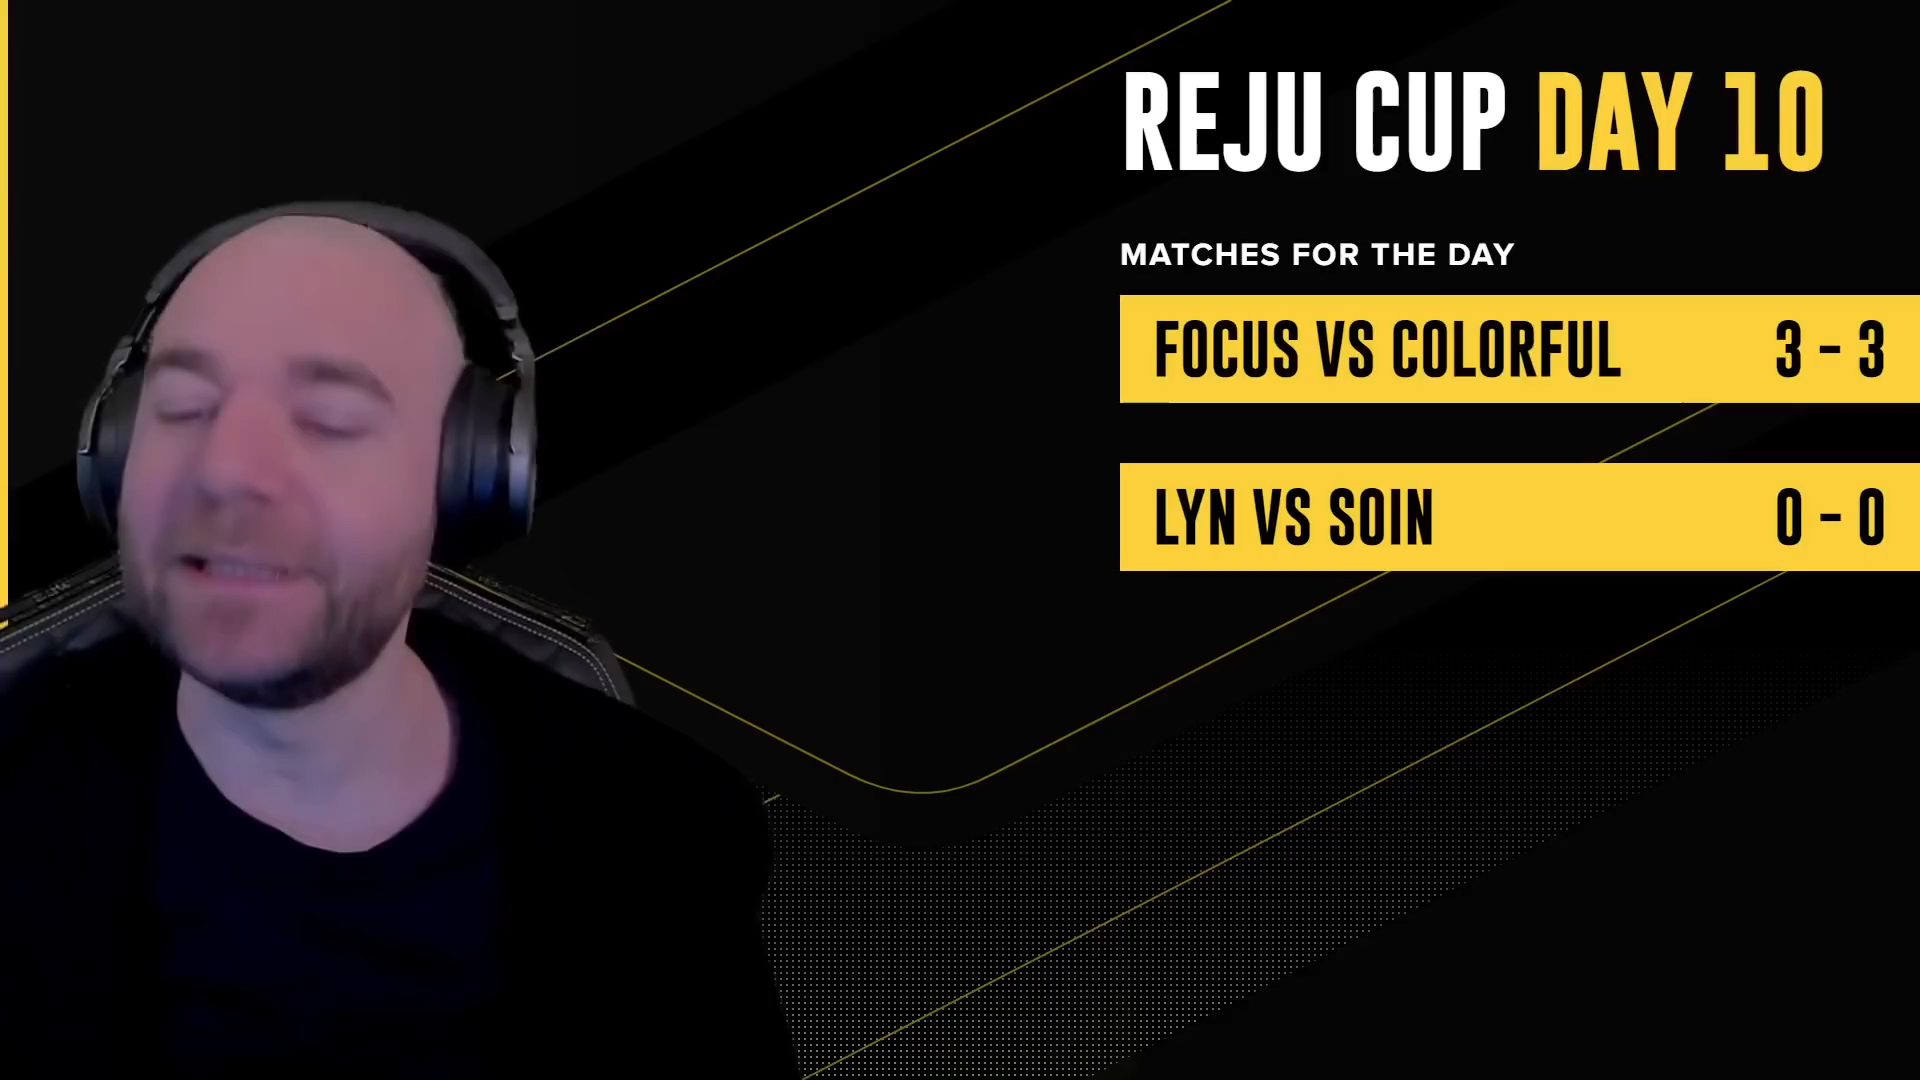 REJU CUP DAY 10
MATCHES FOR THE DAY
FOCUS VS COLORFUL 3 - 3
LYN VS SOIN 0 - 0